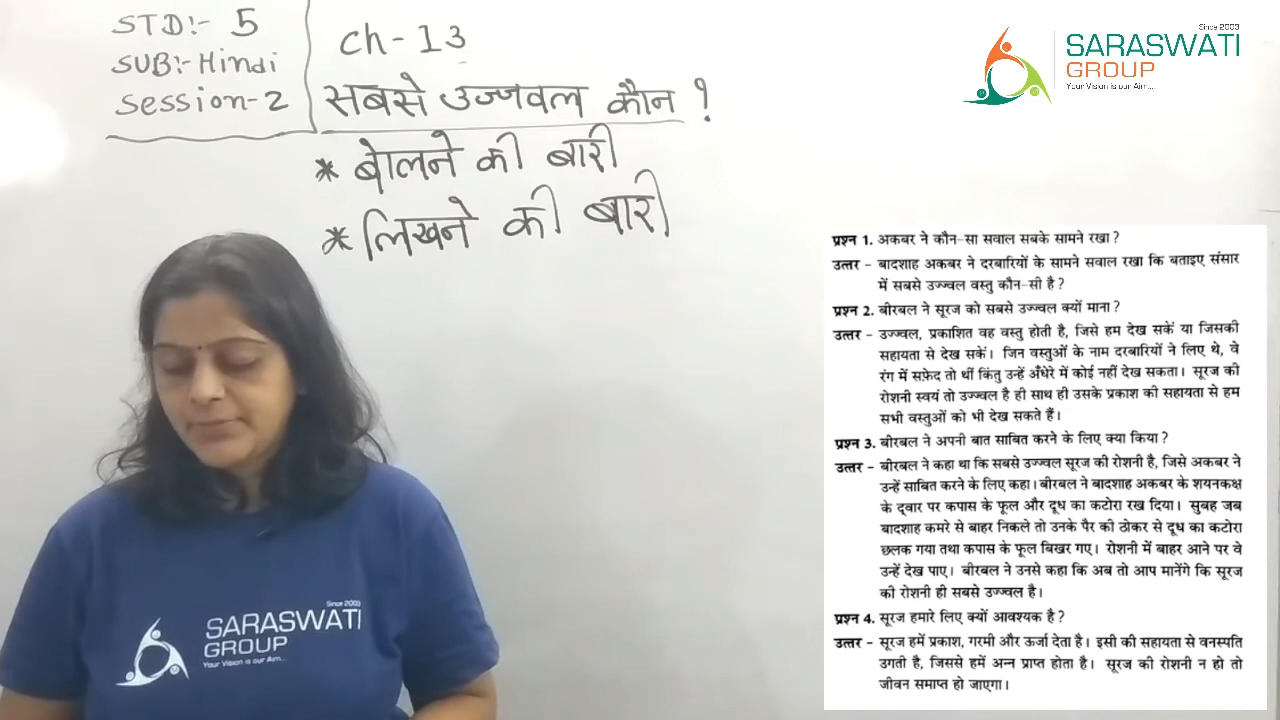 STD:- 5
SUB:- Hindi
Session-2
ch-13
सबसे उज्जवल कौन ?
* बोलने की बारी
* लिखने की बारी
Since 2003
SARASWATI
GROUP
Your Vision is our Aim...
प्रश्न 1. अकबर ने कौन-सा सवाल सबके सामने रखा ?
उत्तर - बादशाह अकबर ने दरबारियों के सामने सवाल रखा कि बताइए संसार
में सबसे उज्ज्वल वस्तु कौन-सी है ?
प्रश्न 2. बीरबल ने सूरज को सबसे उज्ज्वल क्यों माना ?
उत्तर - उज्ज्वल, प्रकाशित वह वस्तु होती है, जिसे हम देख सकें या जिसकी
सहायता से देख सकें। जिन वस्तुओं के नाम दरबारियों ने लिए थे, वे
रंग में सफ़ेद तो थीं किंतु उन्हें अँधेरे में कोई नहीं देख सकता। सूरज की
रोशनी स्वयं तो उज्ज्वल है ही साथ ही उसके प्रकाश की सहायता से हम
सभी वस्तुओं को भी देख सकते हैं।
प्रश्न 3. बीरबल ने अपनी बात साबित करने के लिए क्या किया ?
उत्तर - बीरबल ने कहा था कि सबसे उज्ज्वल सूरज की रोशनी है, जिसे अकबर ने
उन्हें साबित करने के लिए कहा। बीरबल ने बादशाह अकबर के शयनकक्ष
के द्वार पर कपास के फूल और दूध का कटोरा रख दिया। सुबह जब
बादशाह कमरे से बाहर निकले तो उनके पैर की ठोकर से दूध का कटोरा
छलक गया तथा कपास के फूल बिखर गए। रोशनी में बाहर आने पर वे
उन्हें देख पाए। बीरबल ने उनसे कहा कि अब तो आप मानेंगे कि सूरज
की रोशनी ही सबसे उज्ज्वल है।
प्रश्न 4. सूरज हमारे लिए क्यों आवश्यक है ?
उत्तर - सूरज हमें प्रकाश, गरमी और ऊर्जा देता है। इसी की सहायता से वनस्पति
उगती है, जिससे हमें अन्न प्राप्त होता है। सूरज की रोशनी न हो तो
जीवन समाप्त हो जाएगा।
Since 2003
SARASWATI
GROUP
Your Vision is our Aim...